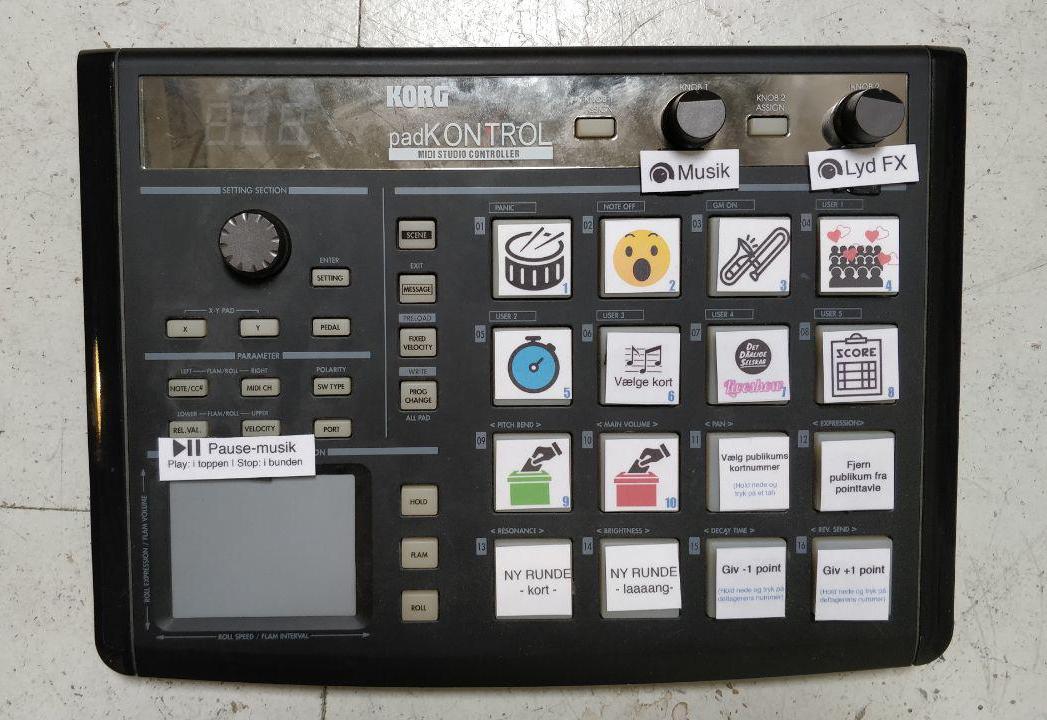 KORG
padKONTROL
MIDI STUDIO CONTROLLER
KNOB 1
ASSIGN
KNOB 1
KNOB 2
ASSIGN
KNOB 2
Musik
Lyd FX
SETTING SECTION
ENTER
SETTING
X-Y PAD
X
Y
PEDAL
PARAMETER
LEFT — FLAM/ROLL — RIGHT
POLARITY
NOTE/CC#
MIDI CH
SW TYPE
LOWER — FLAM/ROLL — UPPER
REL.VAL.
VELOCITY
PORT
Pause-musik
Play: i toppen | Stop: i bunden
ROLL EXPRESSION / FLAM VOLUME
ROLL SPEED / FLAM INTERVAL
SCENE
EXIT
MESSAGE
PRELOAD
FIXED
VELOCITY
WRITE
PROG
CHANGE
ALL PAD
HOLD
FLAM
ROLL
01
PANIC
1
02
NOTE OFF
2
03
GM ON
3
04
USER 1
4
05
USER 2
5
06
USER 3
Vælge kort
6
07
USER 4
DET
DÅRLIGE
SELSKAB
Liveshow
7
08
USER 5
SCORE
8
09
< PITCH BEND >
9
10
< MAIN VOLUME >
10
11
< PAN >
Vælg publikums
kortnummer
(Hold nede og
tryk på et tal)
12
< EXPRESSION>
Fjern
publikum fra
pointtavle
13
< RESONANCE >
NY RUNDE
- kort -
14
< BRIGHTNESS >
NY RUNDE
- laaaang-
15
< DECAY TIME >
Giv -1 point
(Hold nede og tryk på
deltagerens nummer)
16
< REV. SEND >
Giv +1 point
(Hold nede og tryk på
deltagerens nummer)